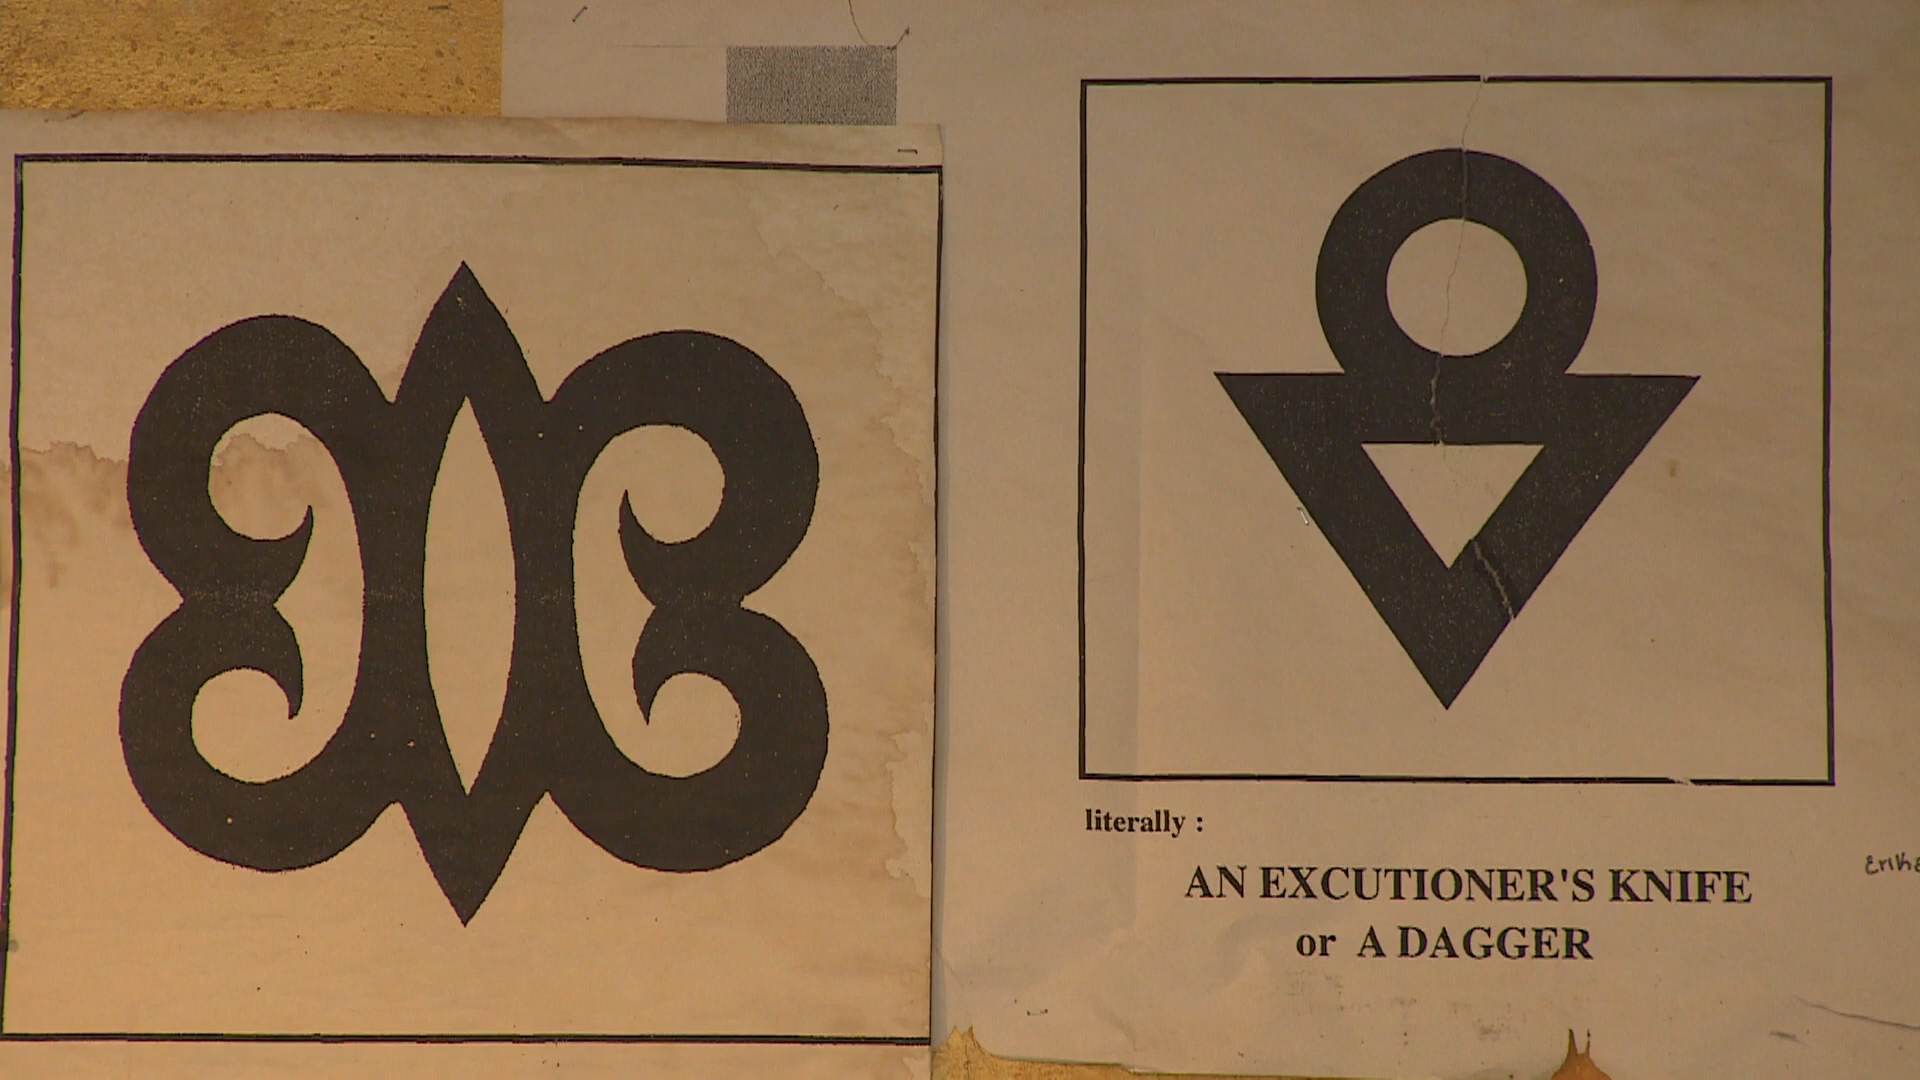 literally :
AN EXCUTIONER'S KNIFE
or A DAGGER